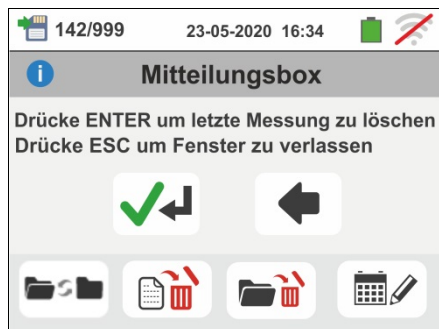 142/999 23-05-2020 16:34
Mitteilungsbox
Drücke ENTER um letzte Messung zu löschen
Drücke ESC um Fenster zu verlassen